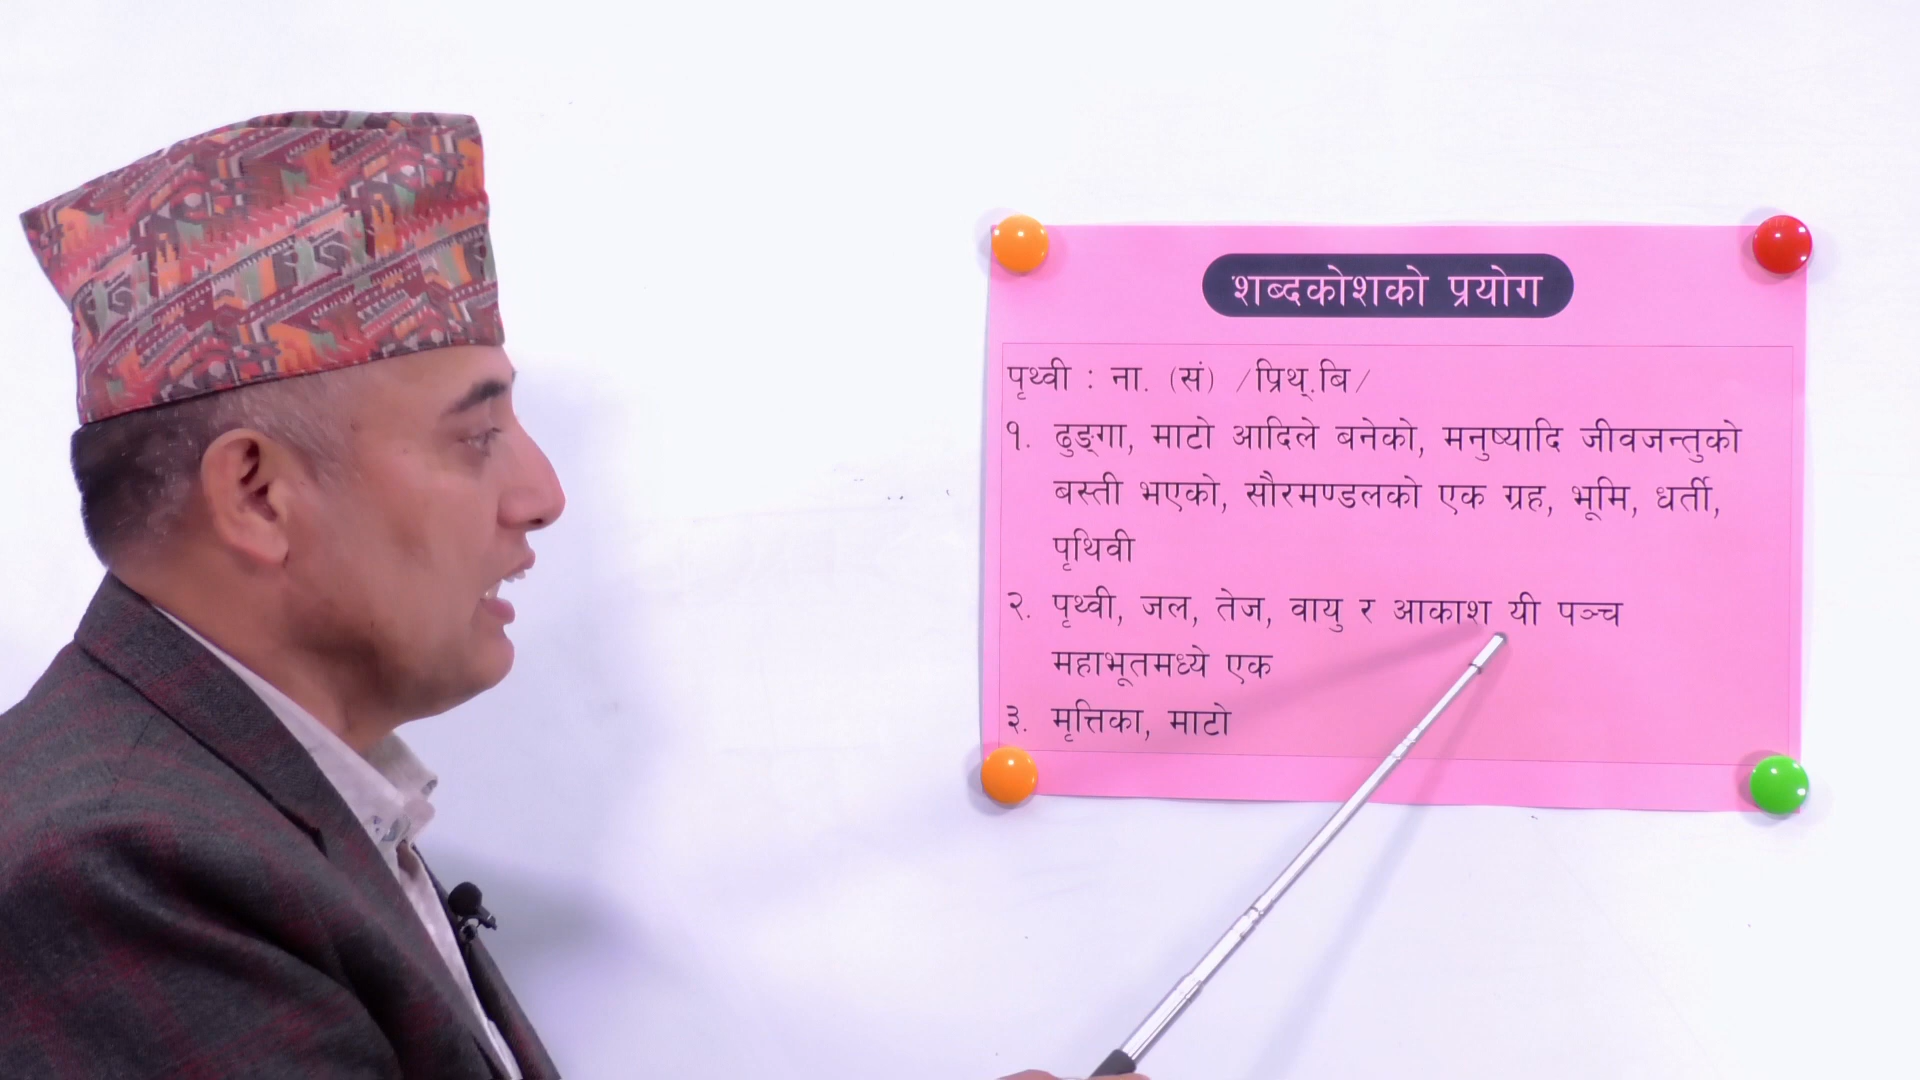 शब्दकोशको प्रयोग
पृथ्वी : ना. (सं) /प्रिथ्.बि/
१. ढुङ्गा, माटो आदिले बनेको, मनुष्यादि जीवजन्तुको
बस्ती भएको, सौरमण्डलको एक ग्रह, भूमि, धर्ती,
पृथिवी
२. पृथ्वी, जल, तेज, वायु र आकाश यी पञ्च
महाभूतमध्ये एक
३. मृत्तिका, माटो